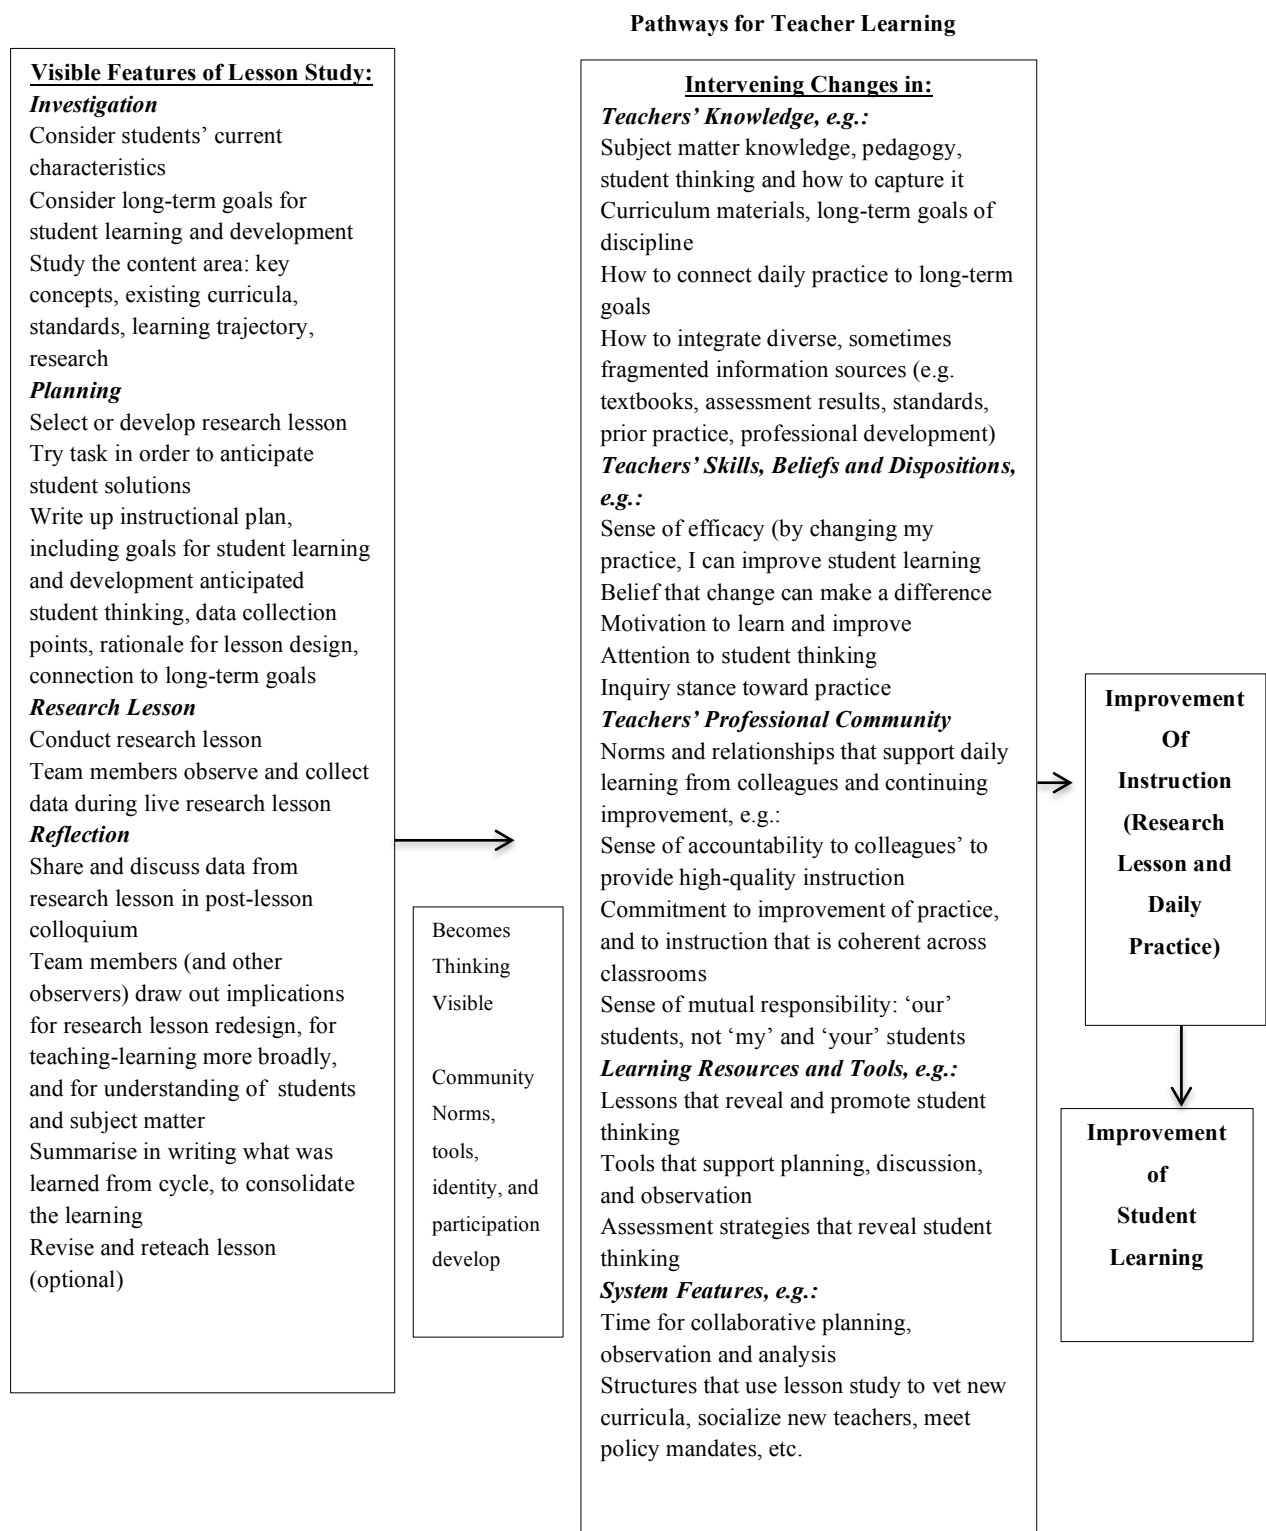 Pathways for Teacher Learning
Visible Features of Lesson Study:
Investigation
Consider students’ current
characteristics
Consider long-term goals for
student learning and development
Study the content area: key
concepts, existing curricula,
standards, learning trajectory,
research
Planning
Select or develop research lesson
Try task in order to anticipate
student solutions
Write up instructional plan,
including goals for student learning
and development anticipated
student thinking, data collection
points, rationale for lesson design,
connection to long-term goals
Research Lesson
Conduct research lesson
Team members observe and collect
data during live research lesson
Reflection
Share and discuss data from
research lesson in post-lesson
colloquium
Team members (and other
observers) draw out implications
for research lesson redesign, for
teaching-learning more broadly,
and for understanding of students
and subject matter
Summarise in writing what was
learned from cycle, to consolidate
the learning
Revise and reteach lesson
(optional)
Becomes
Thinking
Visible
Community
Norms,
tools,
identity, and
participation
develop
Intervening Changes in:
Teachers’ Knowledge, e.g.:
Subject matter knowledge, pedagogy,
student thinking and how to capture it
Curriculum materials, long-term goals of
discipline
How to connect daily practice to long-term
goals
How to integrate diverse, sometimes
fragmented information sources (e.g.
textbooks, assessment results, standards,
prior practice, professional development)
Teachers’ Skills, Beliefs and Dispositions,
e.g.:
Sense of efficacy (by changing my
practice, I can improve student learning
Belief that change can make a difference
Motivation to learn and improve
Attention to student thinking
Inquiry stance toward practice
Teachers’ Professional Community
Norms and relationships that support daily
learning from colleagues and continuing
improvement, e.g.:
Sense of accountability to colleagues’ to
provide high-quality instruction
Commitment to improvement of practice,
and to instruction that is coherent across
classrooms
Sense of mutual responsibility: ‘our’
students, not ‘my’ and ‘your’ students
Learning Resources and Tools, e.g.:
Lessons that reveal and promote student
thinking
Tools that support planning, discussion,
and observation
Assessment strategies that reveal student
thinking
System Features, e.g.:
Time for collaborative planning,
observation and analysis
Structures that use lesson study to vet new
curricula, socialize new teachers, meet
policy mandates, etc.
Improvement
Of
Instruction
(Research
Lesson and
Daily
Practice)
Improvement
of
Student
Learning